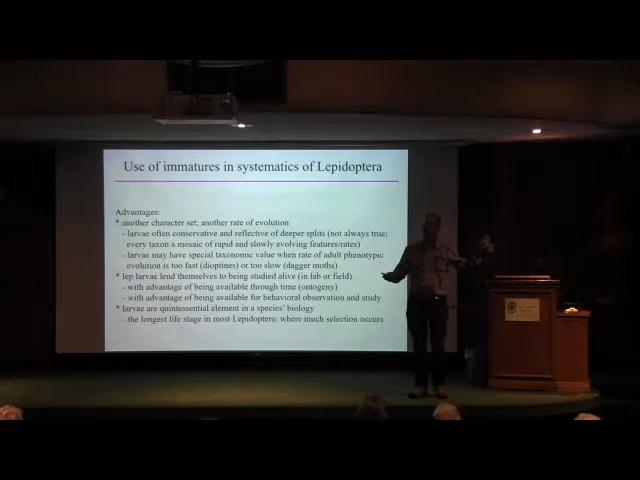 Use of immatures in systematics of Lepidoptera
Advantages:
* another character set; another rate of evolution
- larvae often conservative and reflective of deeper splits (not always true;
every taxon a mosaic of rapid and slowly evolving features/rates)
- larvae may have special taxonomic value when rate of adult phenotypic
evolution is too fast (dioptines) or too slow (dagger moths)
* lep larvae lend themselves to being studied alive (in lab or field)
- with advantage of being available through time (ontogeny)
- with advantage of being available for behavioral observation and study
* larvae are quintessential element in a species' biology
- the longest life stage in most Lepidoptera; where much selection occurs